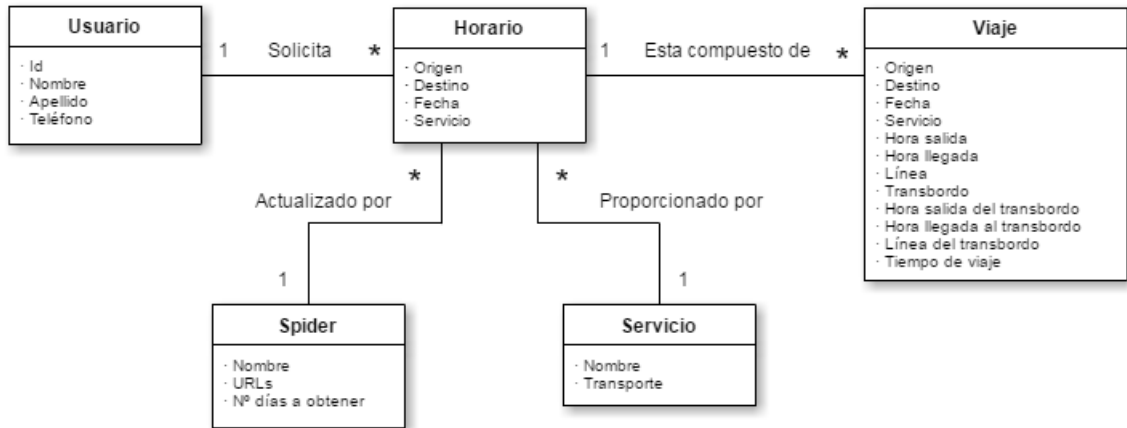 Usuario
· Id
· Nombre
· Apellido
· Teléfono
1 Solicita *
Horario
· Origen
· Destino
· Fecha
· Servicio
1 Esta compuesto de *
Viaje
· Origen
· Destino
· Fecha
· Servicio
· Hora salida
· Hora llegada
· Línea
· Transbordo
· Hora salida del transbordo
· Hora llegada al transbordo
· Línea del transbordo
· Tiempo de viaje
*
Actualizado por
1
*
Proporcionado por
1
Spider
· Nombre
· URLs
· Nº días a obtener
Servicio
· Nombre
· Transporte